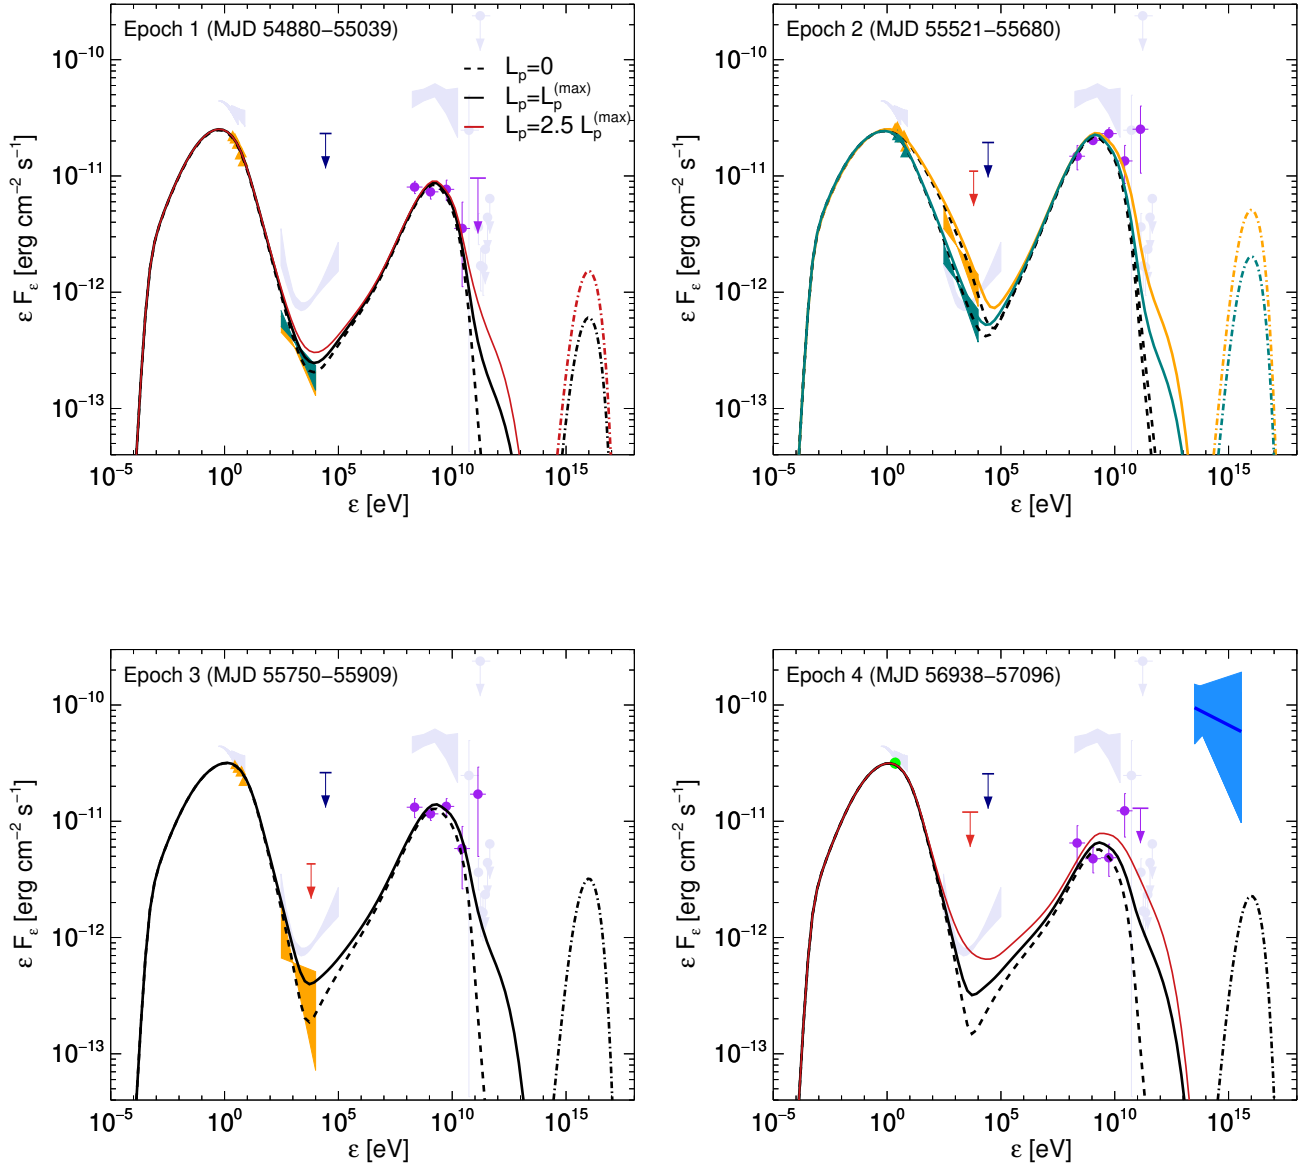 Epoch 1 (MJD 54880−55039)
L_p=0
L_p=L_p^(max)
L_p=2.5 L_p^(max)
10^−10
10^−11
10^−12
10^−13
ε F_ε [erg cm^−2 s^−1]
10^−5 10^0 10^5 10^10 10^15
ε [eV]
Epoch 2 (MJD 55521−55680)
10^−10
10^−11
10^−12
10^−13
ε F_ε [erg cm^−2 s^−1]
10^−5 10^0 10^5 10^10 10^15
ε [eV]
Epoch 3 (MJD 55750−55909)
10^−10
10^−11
10^−12
10^−13
ε F_ε [erg cm^−2 s^−1]
10^−5 10^0 10^5 10^10 10^15
ε [eV]
Epoch 4 (MJD 56938−57096)
10^−10
10^−11
10^−12
10^−13
ε F_ε [erg cm^−2 s^−1]
10^−5 10^0 10^5 10^10 10^15
ε [eV]